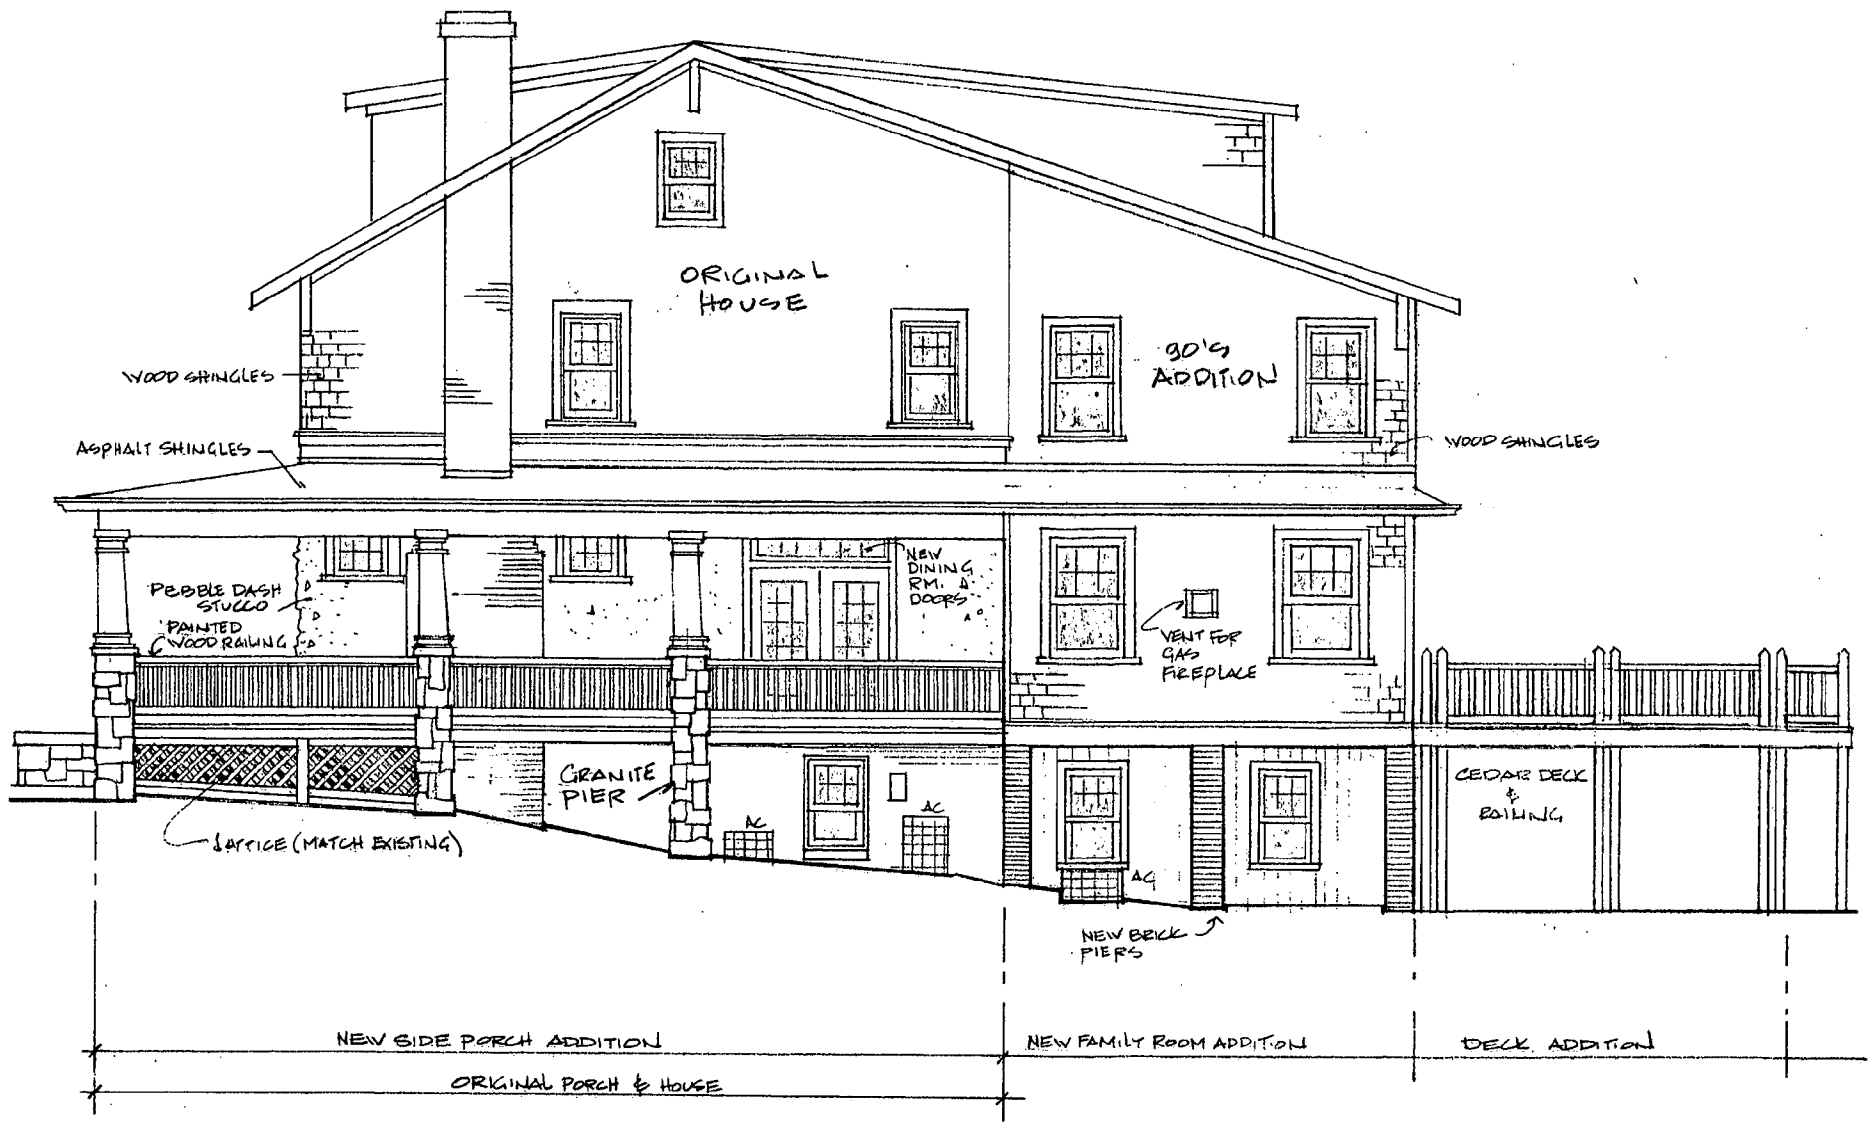 ORIGINAL
HOUSE
90'S
ADDITION
WOOD SHINGLES
ASPHALT SHINGLES
WOOD SHINGLES
PEBBLE DASH
STUCCO
PAINTED
WOOD RAILING
NEW
DINING
RM.
DOORS
VENT FOR
GAS
FIREPLACE
GRANITE
PIER
AC
AC
AC
CEDAR DECK
&
RAILING
LATTICE (MATCH EXISTING)
NEW BRICK
PIERS
NEW SIDE PORCH ADDITION
NEW FAMILY ROOM ADDITION
DECK ADDITION
ORIGINAL PORCH & HOUSE